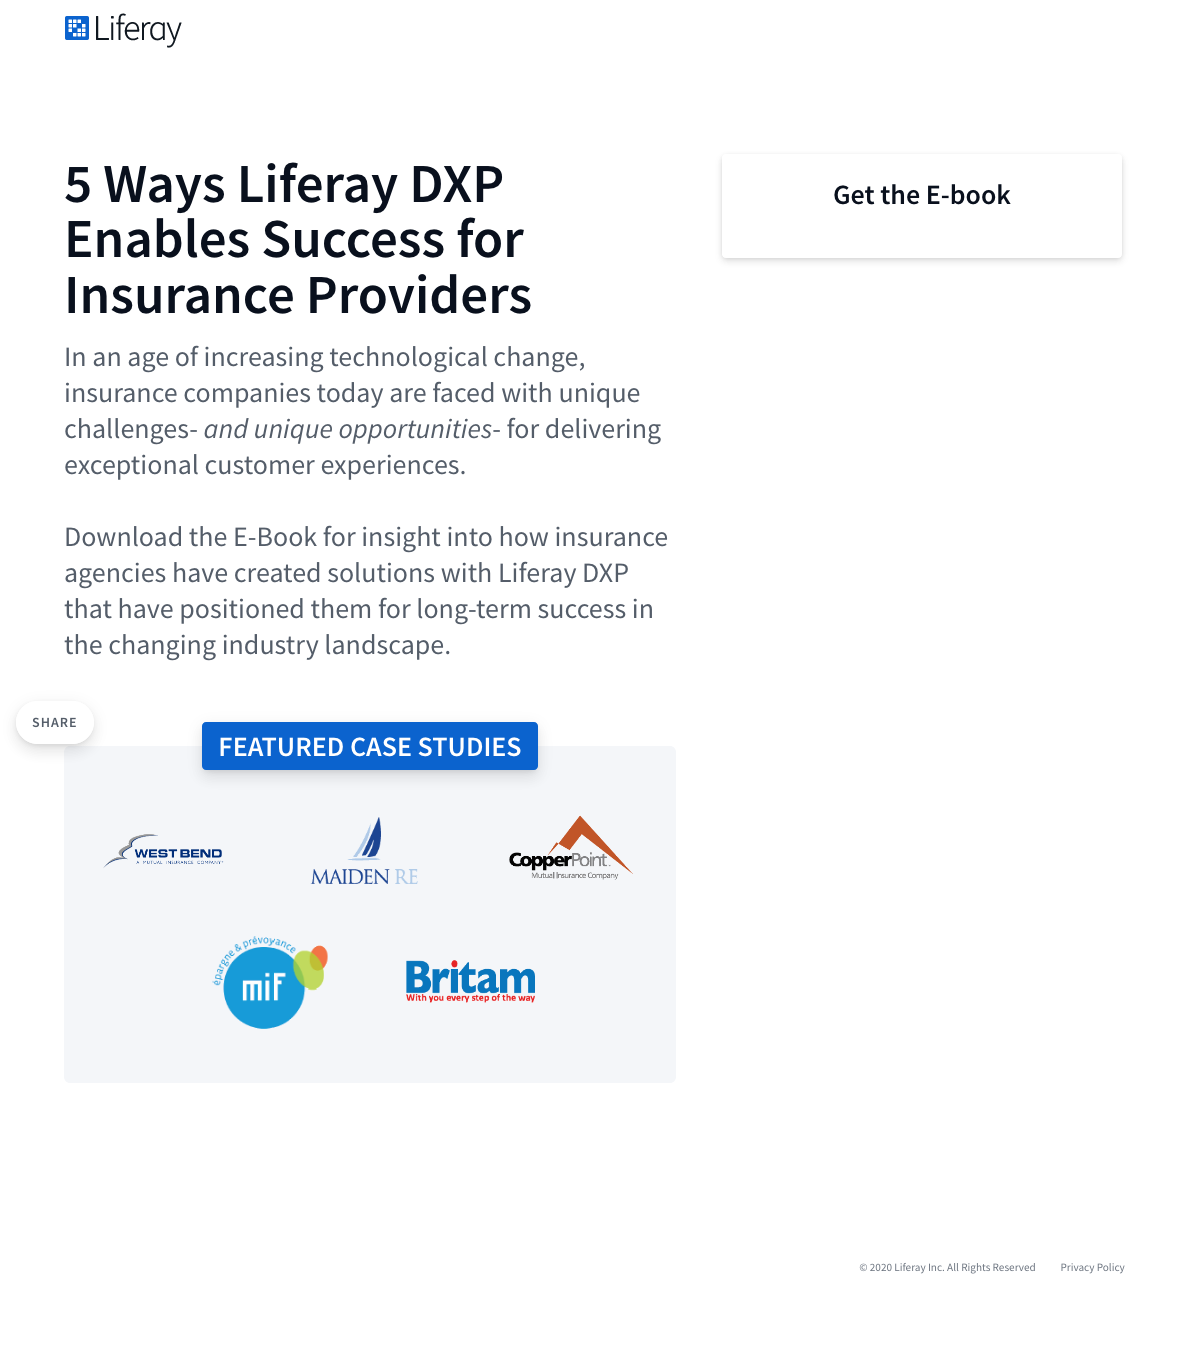 Liferay
5 Ways Liferay DXP
Enables Success for
Insurance Providers
In an age of increasing technological change,
insurance companies today are faced with unique
challenges- and unique opportunities- for delivering
exceptional customer experiences.
Download the E-Book for insight into how insurance
agencies have created solutions with Liferay DXP
that have positioned them for long-term success in
the changing industry landscape.
Get the E-book
SHARE
FEATURED CASE STUDIES
WEST BEND
A MUTUAL INSURANCE COMPANY
MAIDEN RE
CopperPoint
Mutual Insurance Company
épargne & prévoyance
mif
Britam
With you every step of the way
© 2020 Liferay Inc. All Rights Reserved
Privacy Policy